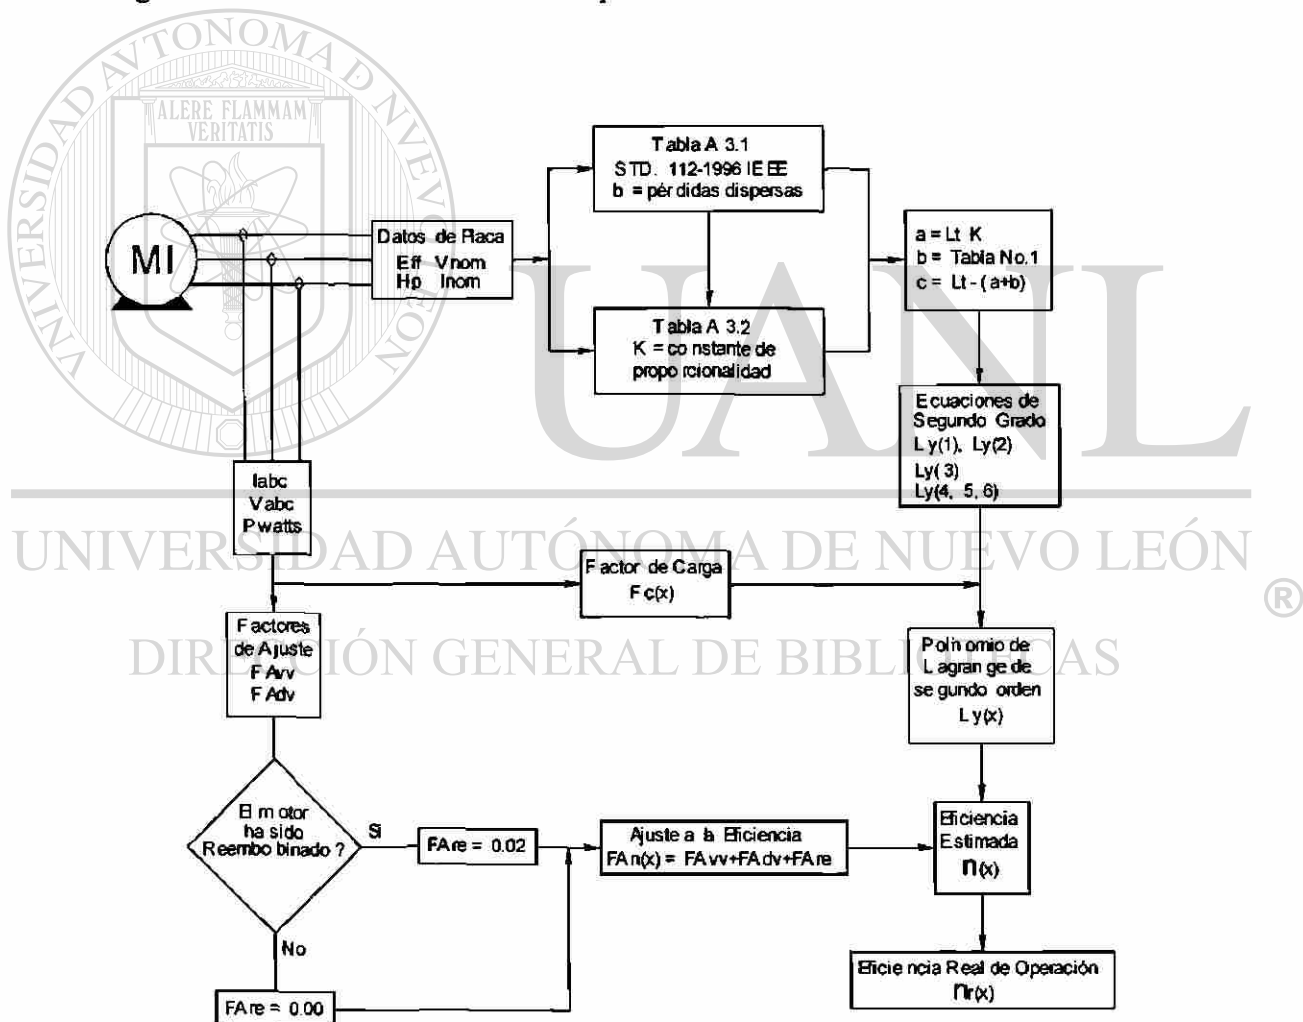 UNIVERSIDAD AVTONOMA D NVEVO LEON
ALERE FLAMMAM
VERITATIS
MI
Datos de Placa
Eff Vnom
Hp Inom
Tabla A 3.1
STD. 112-1996 IEEE
b = pérdidas dispersas
Tabla A 3.2
K = constante de
proporcionalidad
a = Lt K
b = Tabla No.1
c = Lt - (a+b)
Ecuaciones de
Segundo Grado
Ly(1), Ly(2)
Ly(3)
Ly(4, 5, 6)
UANL
Iabc
Vabc
Pwatts
UNIVERSIDAD AUTÓNOMA DE NUEVO LEÓN
®
Factor de Carga
Fc(x)
DIRECCIÓN GENERAL DE BIBLIOTECAS
Factores
de Ajuste
FAvv
FAdv
Polinomio de
Lagrange de
segundo orden
Ly(x)
El motor
ha sido
Reembobinado ?
Si
FAre = 0.02
Ajuste a la Eficiencia
FAn(x) = FAvv+FAdv+FAre
Eficiencia
Estimada
n(x)
No
FAre = 0.00
Eficiencia Real de Operación
nr(x)